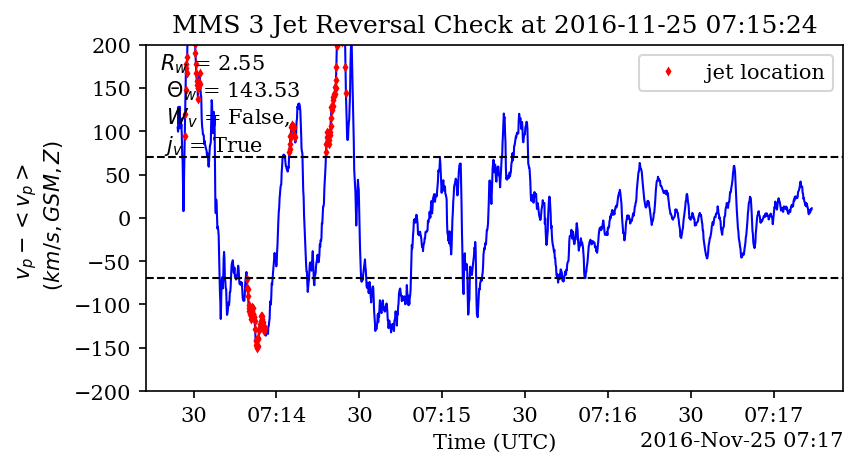 MMS 3 Jet Reversal Check at 2016-11-25 07:15:24
200
150
100
50
0
−50
−100
−150
−200
v_p − < v_p >
(km/s, GSM, Z)
R_w = 2.55
Θ_w = 143.53
W_v = False,
j_v = True
jet location
30 07:14 30 07:15 30 07:16 30 07:17
Time (UTC)
2016-Nov-25 07:17